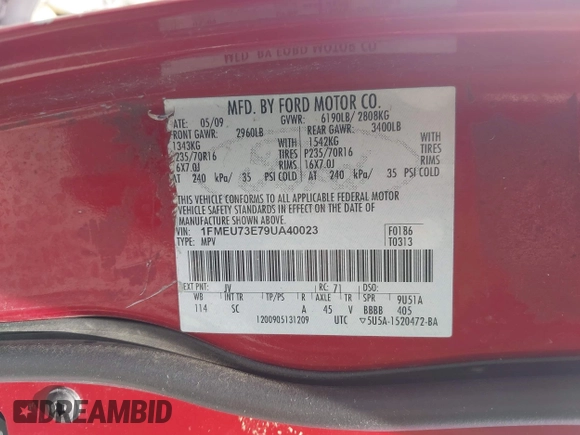 MFD. BY FORD MOTOR CO.
ATE: 05/09 GVWR: 6190LB/ 2808KG
FRONT GAWR: 2960LB REAR GAWR: 3400LB
1343KG WITH 1542KG WITH
235/70R16 TIRES P235/70R16 TIRES
6X7.0J RIMS 16X7.0J RIMS
AT 240 kPa/ 35 PSI COLD AT 240 kPa/ 35 PSI COLD
THIS VEHICLE CONFORMS TO ALL APPLICABLE FEDERAL MOTOR
VEHICLE SAFETY STANDARDS IN EFFECT ON THE DATE OF
MANUFACTURE SHOWN ABOVE.
VIN: 1FMEU73E79UA40023 F0186
TYPE: MPV T0313
EXT PNT: JV RC: 71 DSO:
WB INT TR TP/PS R AXLE TR SPR 9U51A
114 SC A 45 V BBBB 405
1200905131209 UTC ▽5U5A-1520472-BA
DREAMBID